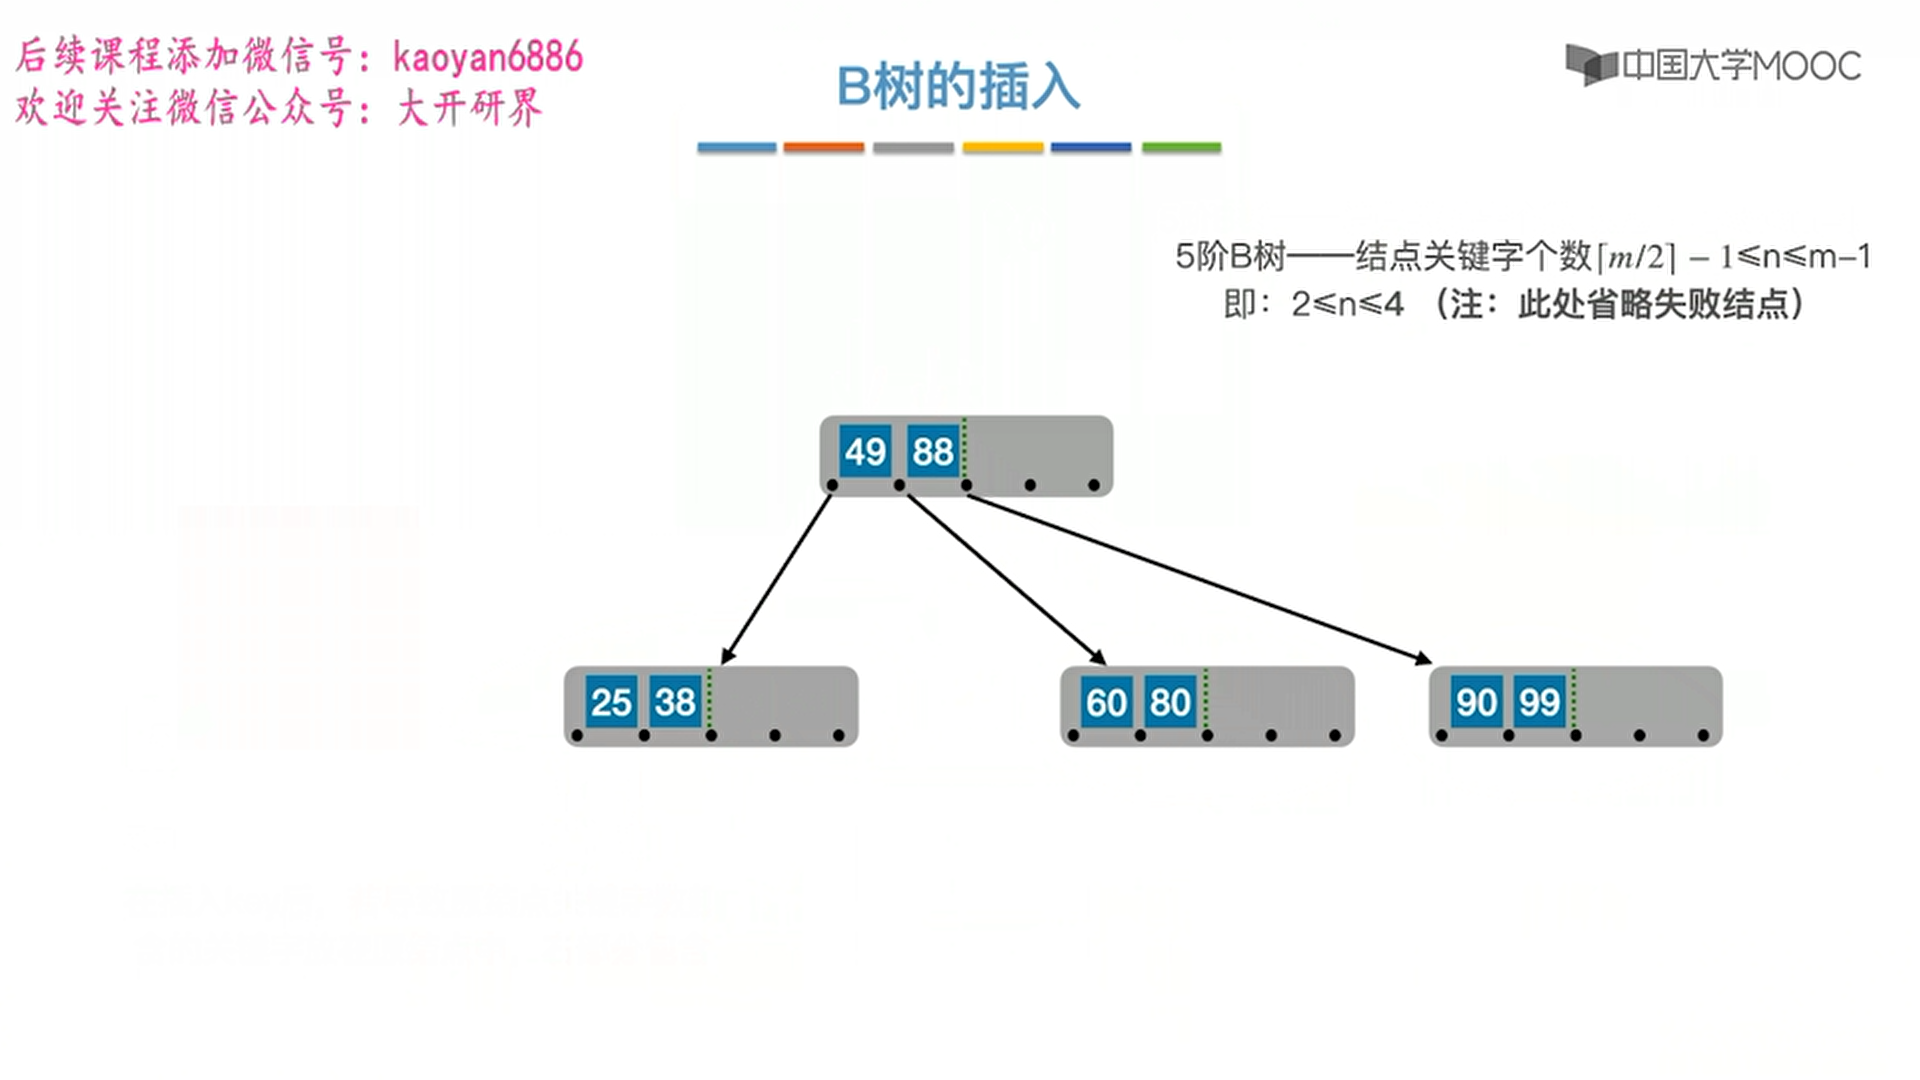 后续课程添加微信号：kaoyan6886
欢迎关注微信公众号：大开研界
中国大学MOOC
B树的插入
5阶B树——结点关键字个数⌈m/2⌉ – 1≤n≤m–1
即：2≤n≤4 （注：此处省略失败结点）
49 88
25 38
60 80
90 99